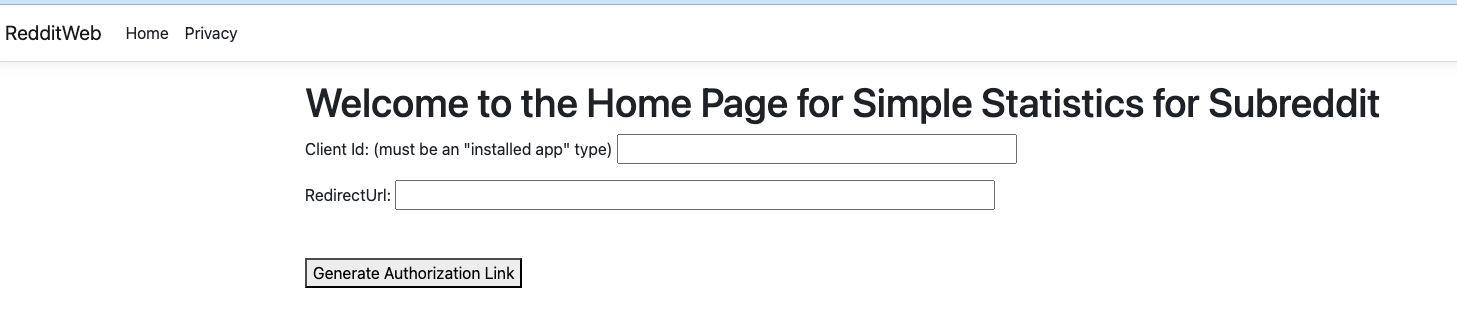 RedditWeb Home Privacy
Welcome to the Home Page for Simple Statistics for Subreddit
Client Id: (must be an "installed app" type)
RedirectUrl:
Generate Authorization Link